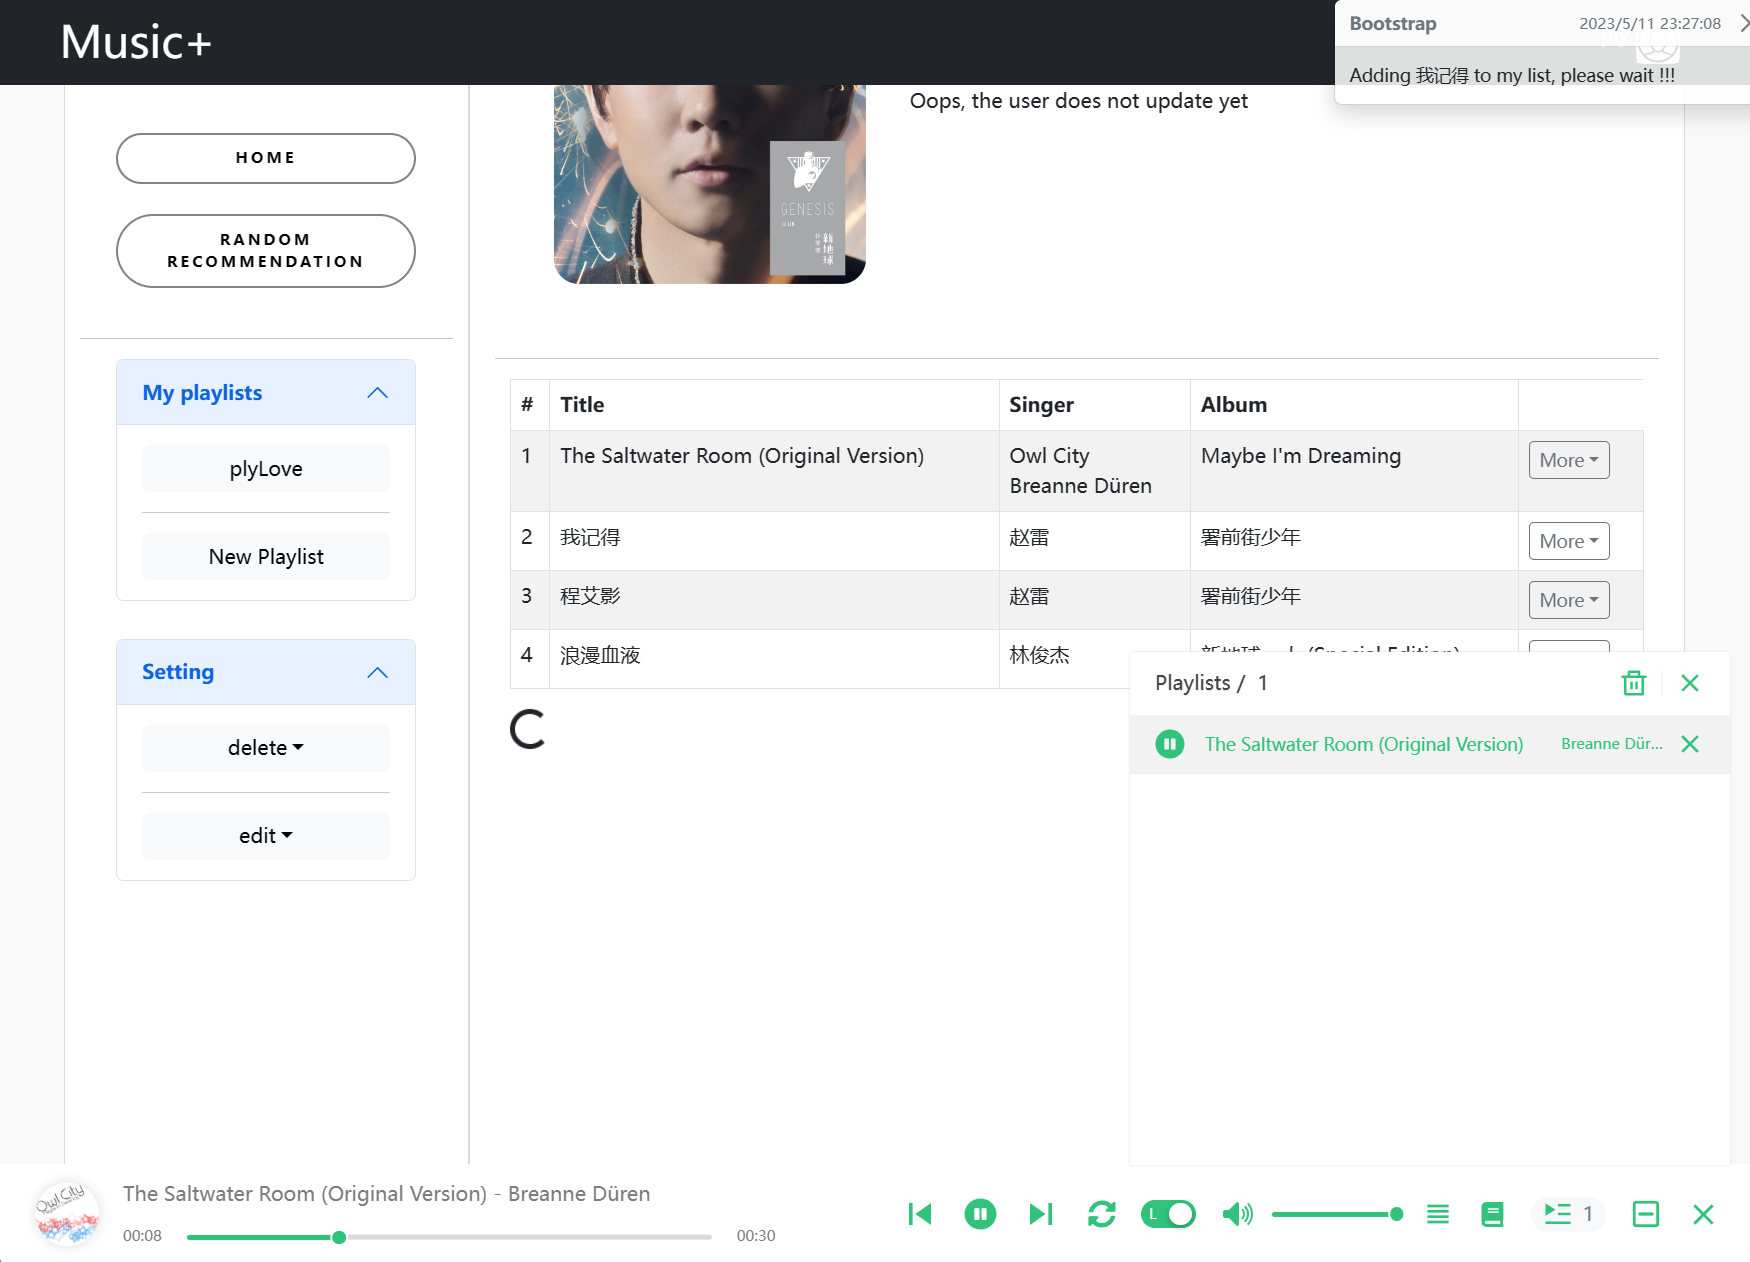 Music+
Bootstrap 2023/5/11 23:27:08
Adding 我记得 to my list, please wait !!!
Oops, the user does not update yet
GENESIS
新地球
HOME
RANDOM
RECOMMENDATION
My playlists
plyLove
New Playlist
Setting
delete
edit
# Title Singer Album
1 The Saltwater Room (Original Version) Owl City Maybe I'm Dreaming More
Breanne Düren
2 我记得 赵雷 署前街少年 More
3 程艾影 赵雷 署前街少年 More
4 浪漫血液 林俊杰 (Special Edition)
Playlists / 1
The Saltwater Room (Original Version) Breanne Dür...
Owl City
The Saltwater Room (Original Version) - Breanne Düren
00:08 00:30
L
1